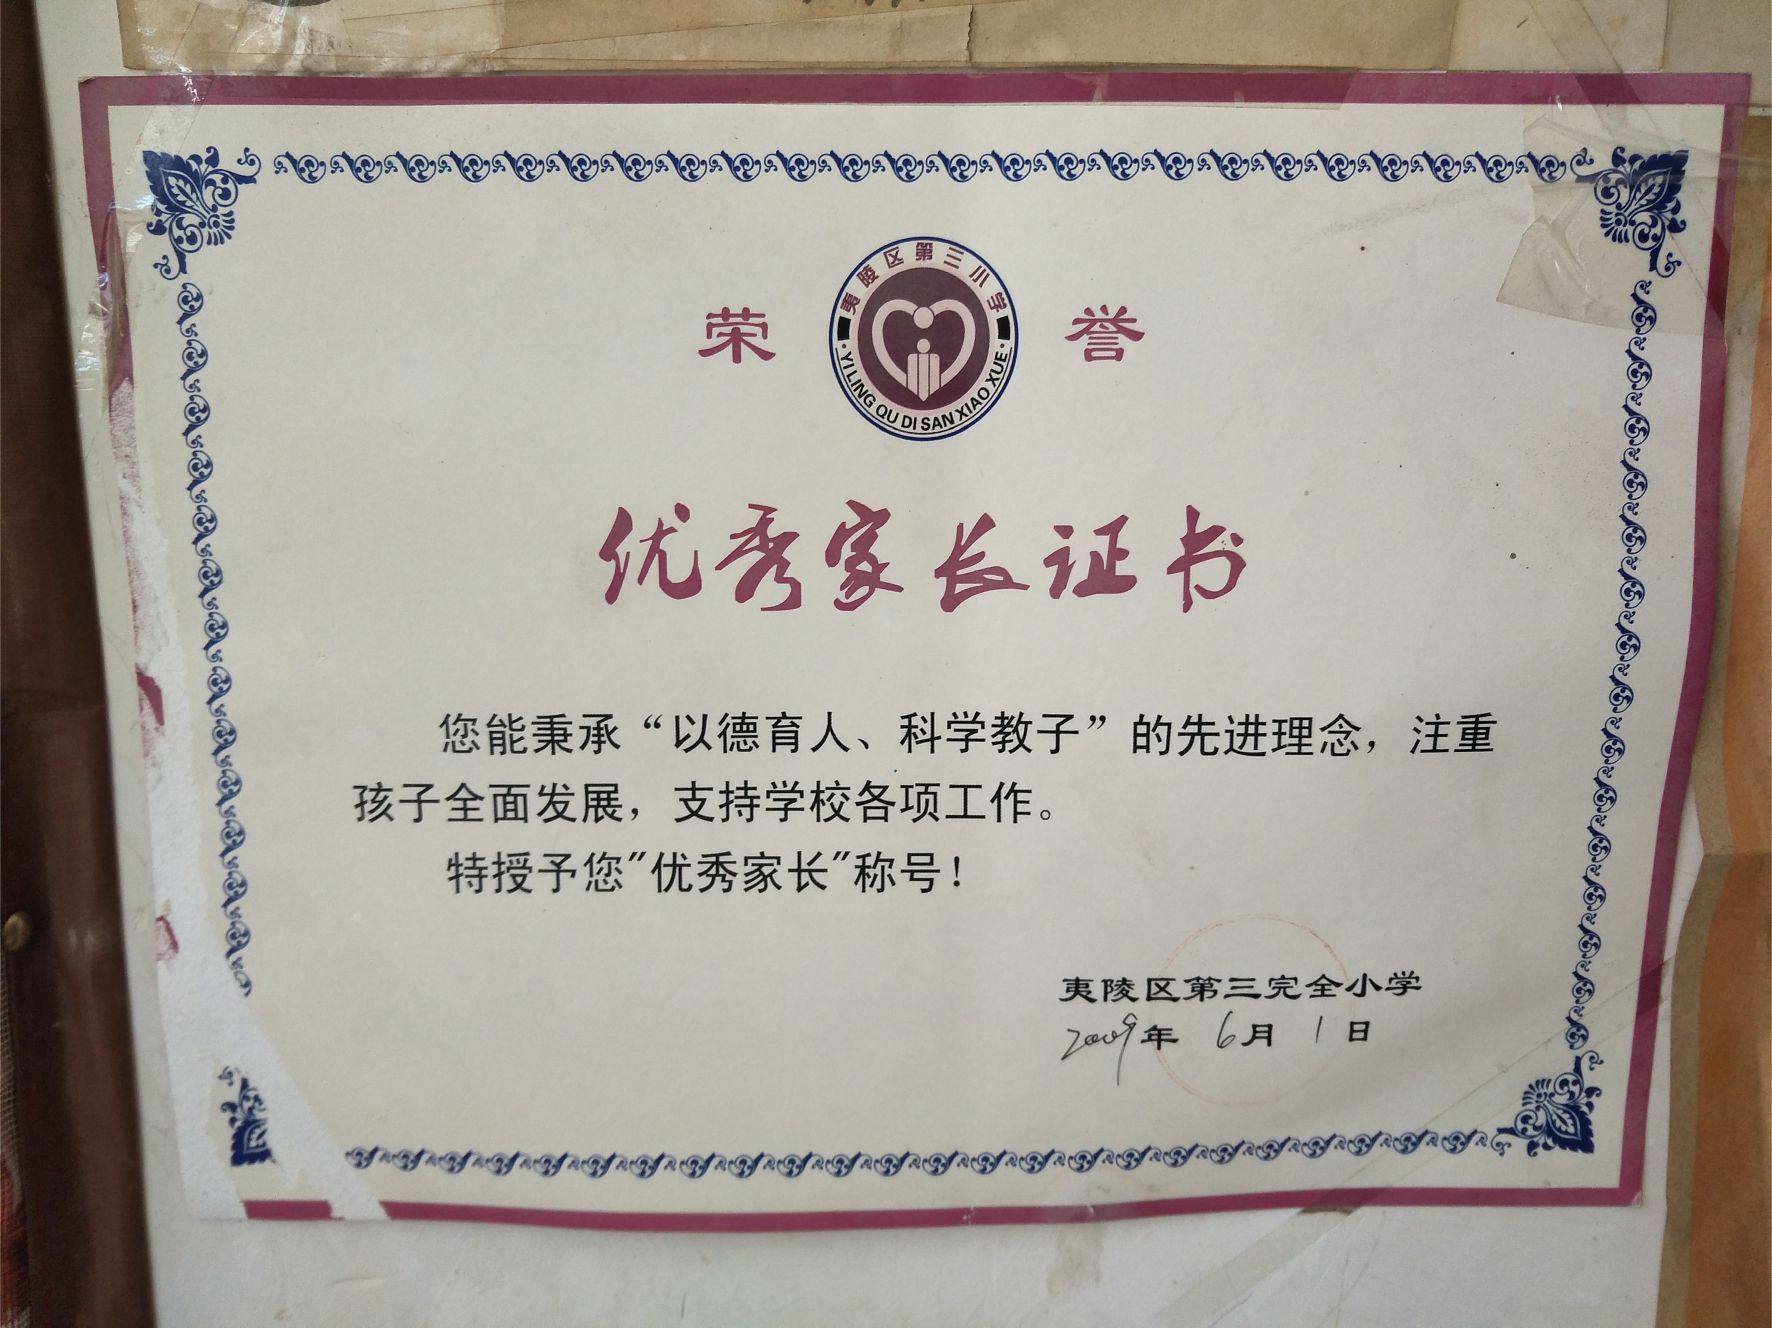 荣 誉
夷陵区第三小学
YI LING QU DI SAN XIAO XUE
优秀家长证书
您能秉承“以德育人、科学教子”的先进理念，注重
孩子全面发展，支持学校各项工作。
特授予您"优秀家长"称号！
夷陵区第三完全小学
2009年 6月 1日